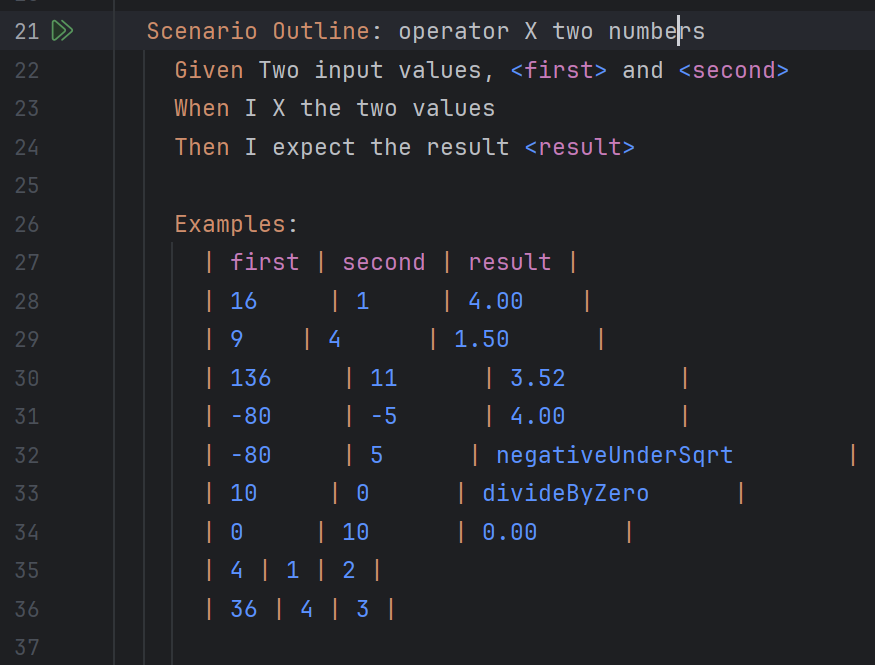 21 Scenario Outline: operator X two numbers
22 Given Two input values, <first> and <second>
23 When I X the two values
24 Then I expect the result <result>
25
26 Examples:
27 | first | second | result |
28 | 16 | 1 | 4.00 |
29 | 9 | 4 | 1.50 |
30 | 136 | 11 | 3.52 |
31 | -80 | -5 | 4.00 |
32 | -80 | 5 | negativeUnderSqrt |
33 | 10 | 0 | divideByZero |
34 | 0 | 10 | 0.00 |
35 | 4 | 1 | 2 |
36 | 36 | 4 | 3 |
37